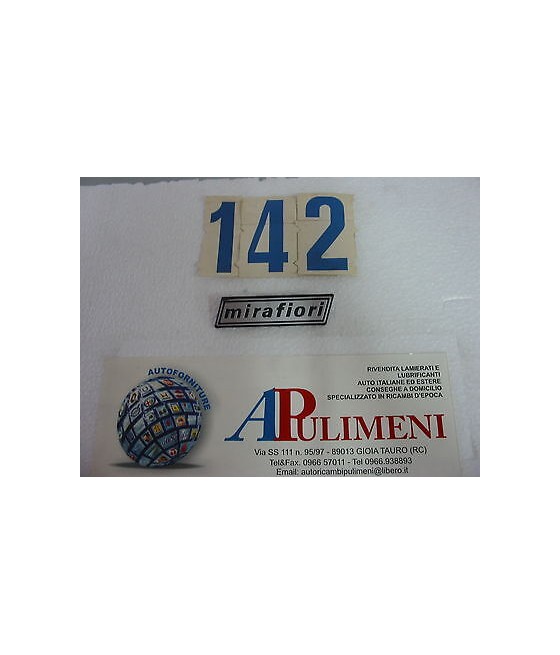 142
mirafiori
AUTOFORNITURE
RIVENDITA LAMIERATI E
LUBRIFICANTI
AUTO ITALIANE ED ESTERE
CONSEGHE A DOMICILIO
SPECIALIZZATO IN RICAMBI D'EPOCA
APULIMENI
Via SS 111 n. 95/97 - 89013 GIOIA TAURO (RC)
Tel&Fax. 0966 57011 - Tel 0966.938893
Email: autoricambipulimeni@libero.it